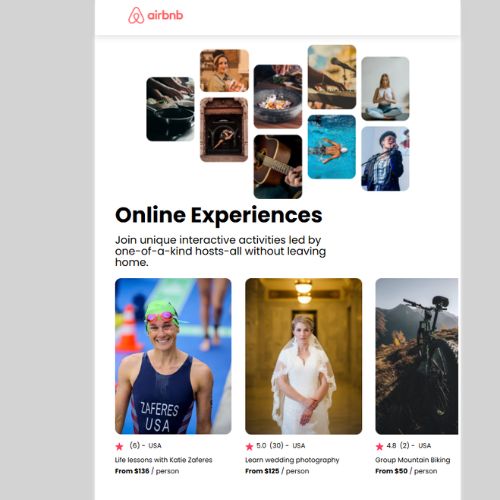 airbnb
Online Experiences
Join unique interactive activities led by
one-of-a-kind hosts-all without leaving
home.
ZAFERES
USA
(6) - USA
5.0 (30) - USA
4.8 (2) - USA
Life lessons with Katie Zaferes
Learn wedding photography
Group Mountain Biking
From $136 / person
From $125 / person
From $50 / person